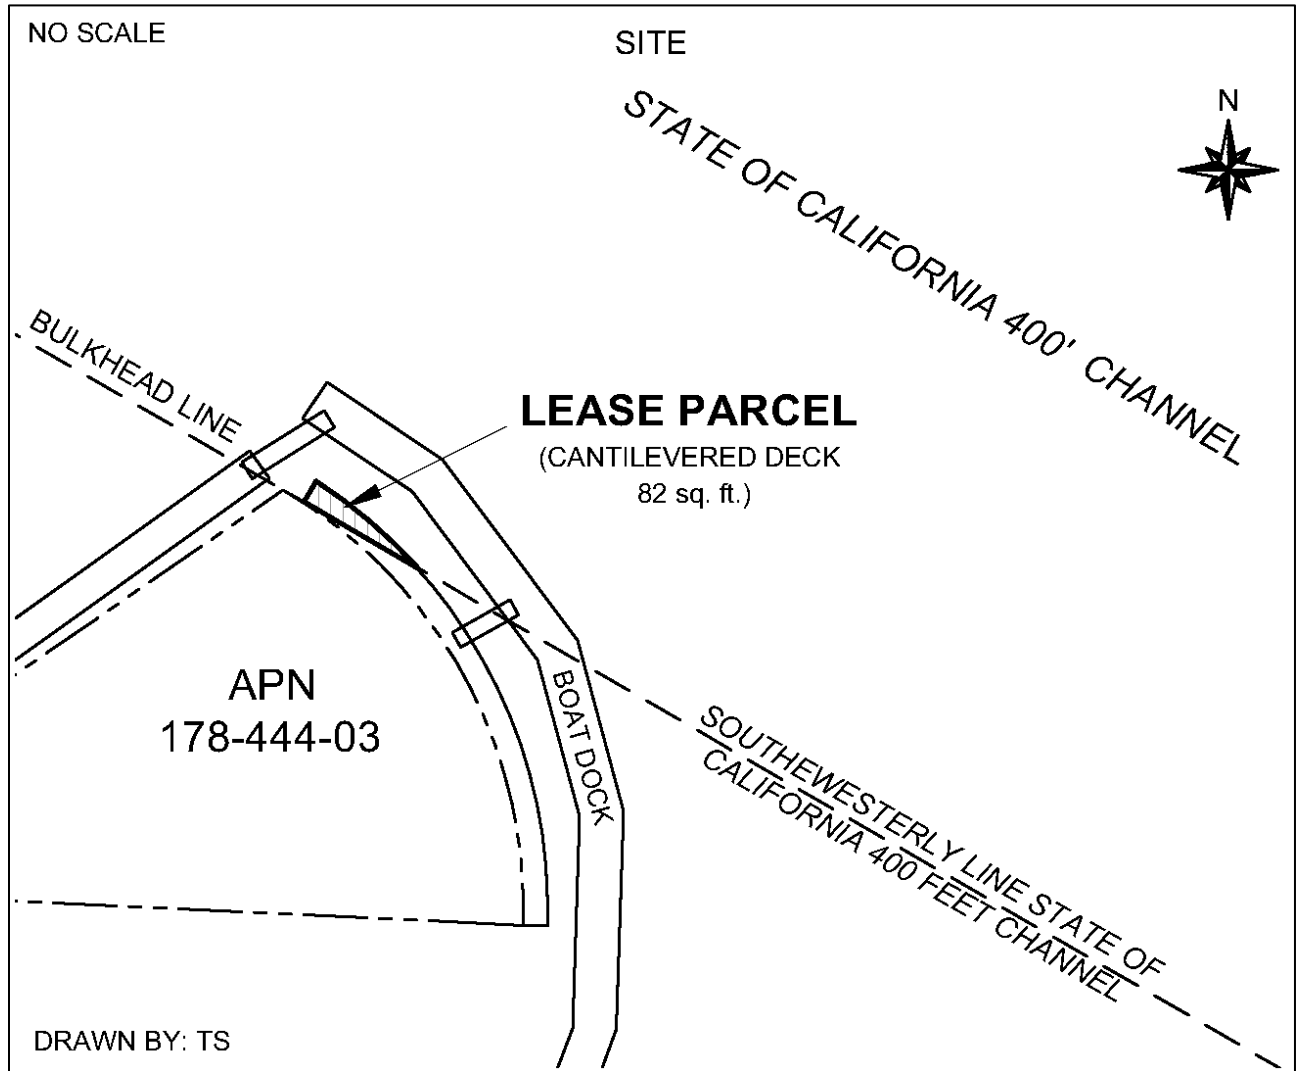 NO SCALE
SITE
N
STATE OF CALIFORNIA 400' CHANNEL
BULKHEAD LINE
LEASE PARCEL
(CANTILEVERED DECK
82 sq. ft.)
APN
178-444-03
BOAT DOCK
SOUTHEWESTERLY LINE STATE OF
CALIFORNIA 400 FEET CHANNEL
DRAWN BY: TS